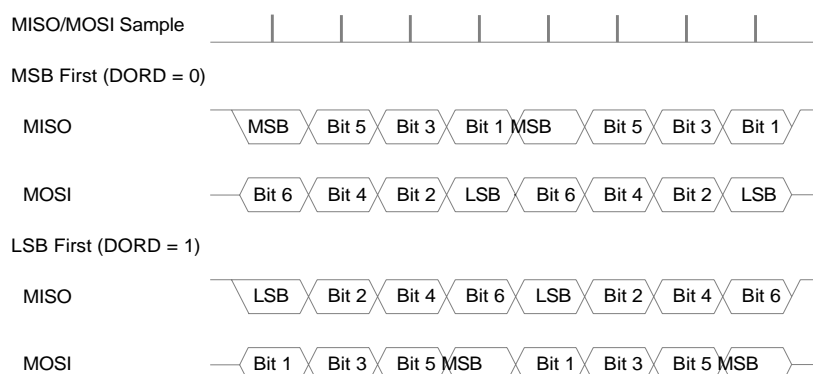 MISO/MOSI Sample
MSB First (DORD = 0)
MISO MSB Bit 5 Bit 3 Bit 1 MSB Bit 5 Bit 3 Bit 1
MOSI Bit 6 Bit 4 Bit 2 LSB Bit 6 Bit 4 Bit 2 LSB
LSB First (DORD = 1)
MISO LSB Bit 2 Bit 4 Bit 6 LSB Bit 2 Bit 4 Bit 6
MOSI Bit 1 Bit 3 Bit 5 MSB Bit 1 Bit 3 Bit 5 MSB